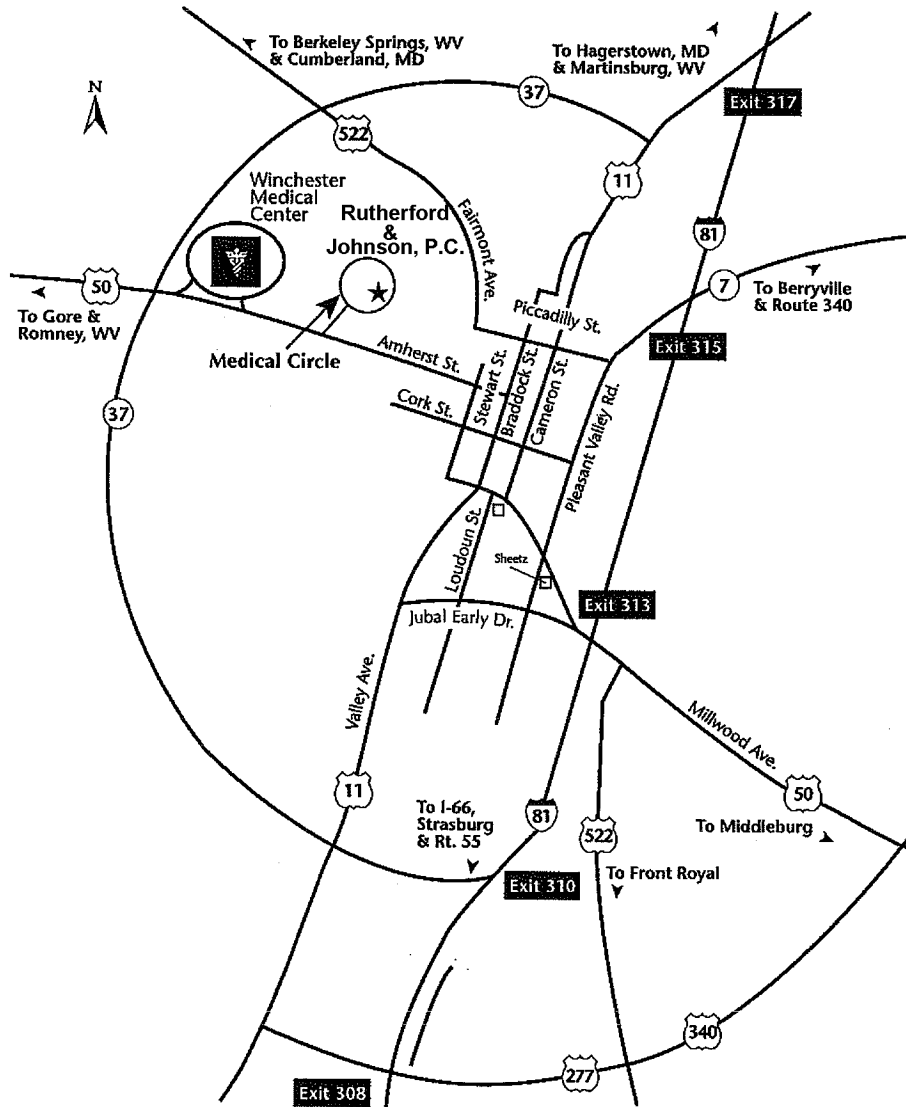 To Berkeley Springs, WV
& Cumberland, MD
To Hagerstown, MD
& Martinsburg, WV
N
37
Exit 317
522
11
Winchester
Medical
Center
Rutherford
&
Johnson, P.C.
Fairmont Ave.
81
50
To Gore &
Romney, WV
7
To Berryville
& Route 340
Piccadilly St.
Exit 315
Medical Circle
Amherst St.
Stewart St.
Braddock St.
Cameron St.
Cork St.
37
Pleasant Valley Rd.
Loudoun St.
Sheetz
Exit 313
Jubal Early Dr.
Valley Ave.
Millwood Ave.
11
To I-66,
Strasburg
& Rt. 55
81
50
522
To Middleburg
To Front Royal
Exit 310
340
277
Exit 308